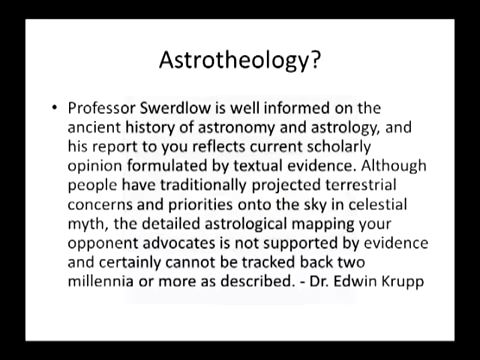 Astrotheology?
• Professor Swerdlow is well informed on the
ancient history of astronomy and astrology, and
his report to you reflects current scholarly
opinion formulated by textual evidence. Although
people have traditionally projected terrestrial
concerns and priorities onto the sky in celestial
myth, the detailed astrological mapping your
opponent advocates is not supported by evidence
and certainly cannot be tracked back two
millennia or more as described. - Dr. Edwin Krupp